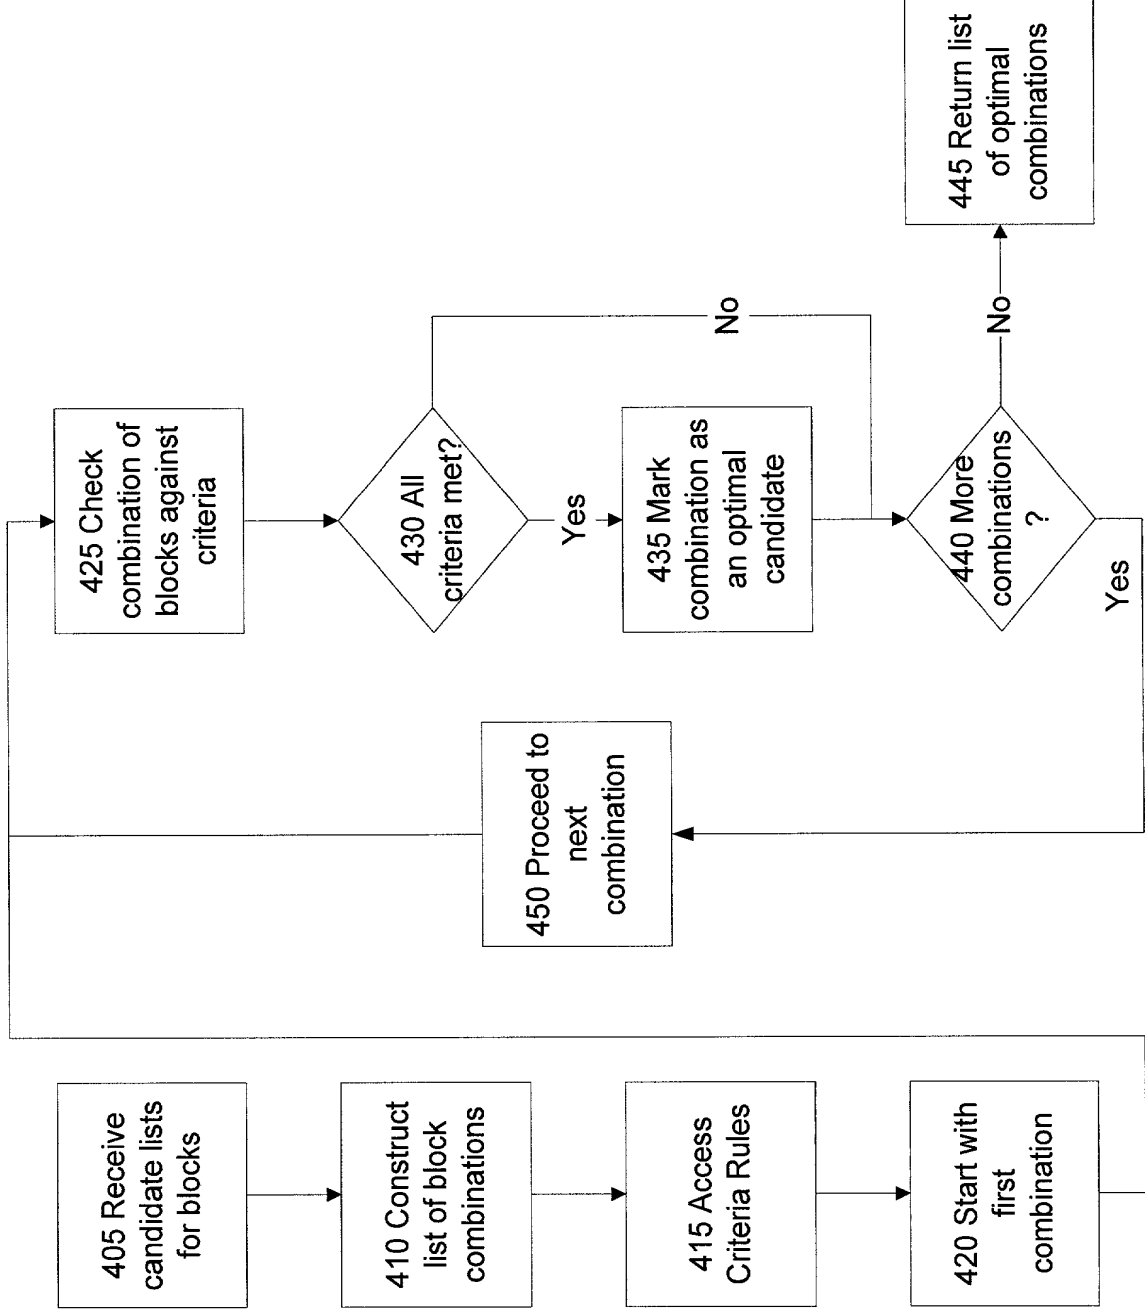 405 Receive
candidate lists
for blocks
410 Construct
list of block
combinations
415 Access
Criteria Rules
420 Start with
first
combination
425 Check
combination of
blocks against
criteria
430 All
criteria met?
Yes
No
435 Mark
combination as
an optimal
candidate
440 More
combinations
?
Yes
No
445 Return list
of optimal
combinations
450 Proceed to
next
combination